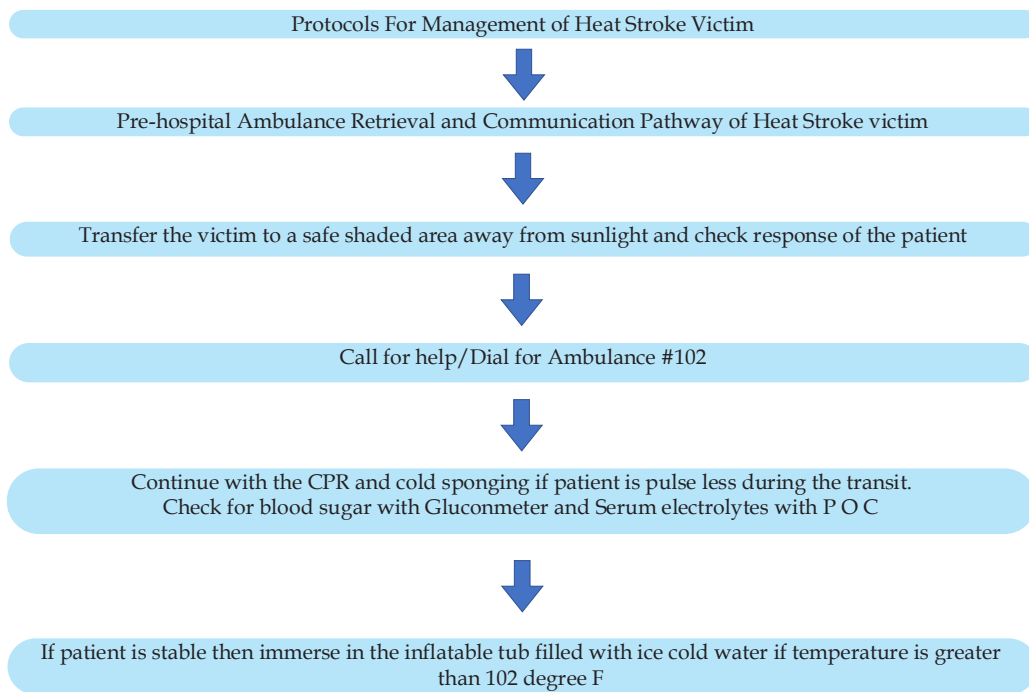 Protocols For Management of Heat Stroke Victim
Pre-hospital Ambulance Retrieval and Communication Pathway of Heat Stroke victim
Transfer the victim to a safe shaded area away from sunlight and check response of the patient
Call for help/Dial for Ambulance #102
Continue with the CPR and cold sponging if patient is pulse less during the transit.
Check for blood sugar with Gluconmeter and Serum electrolytes with P O C
If patient is stable then immerse in the inflatable tub filled with ice cold water if temperature is greater
than 102 degree F